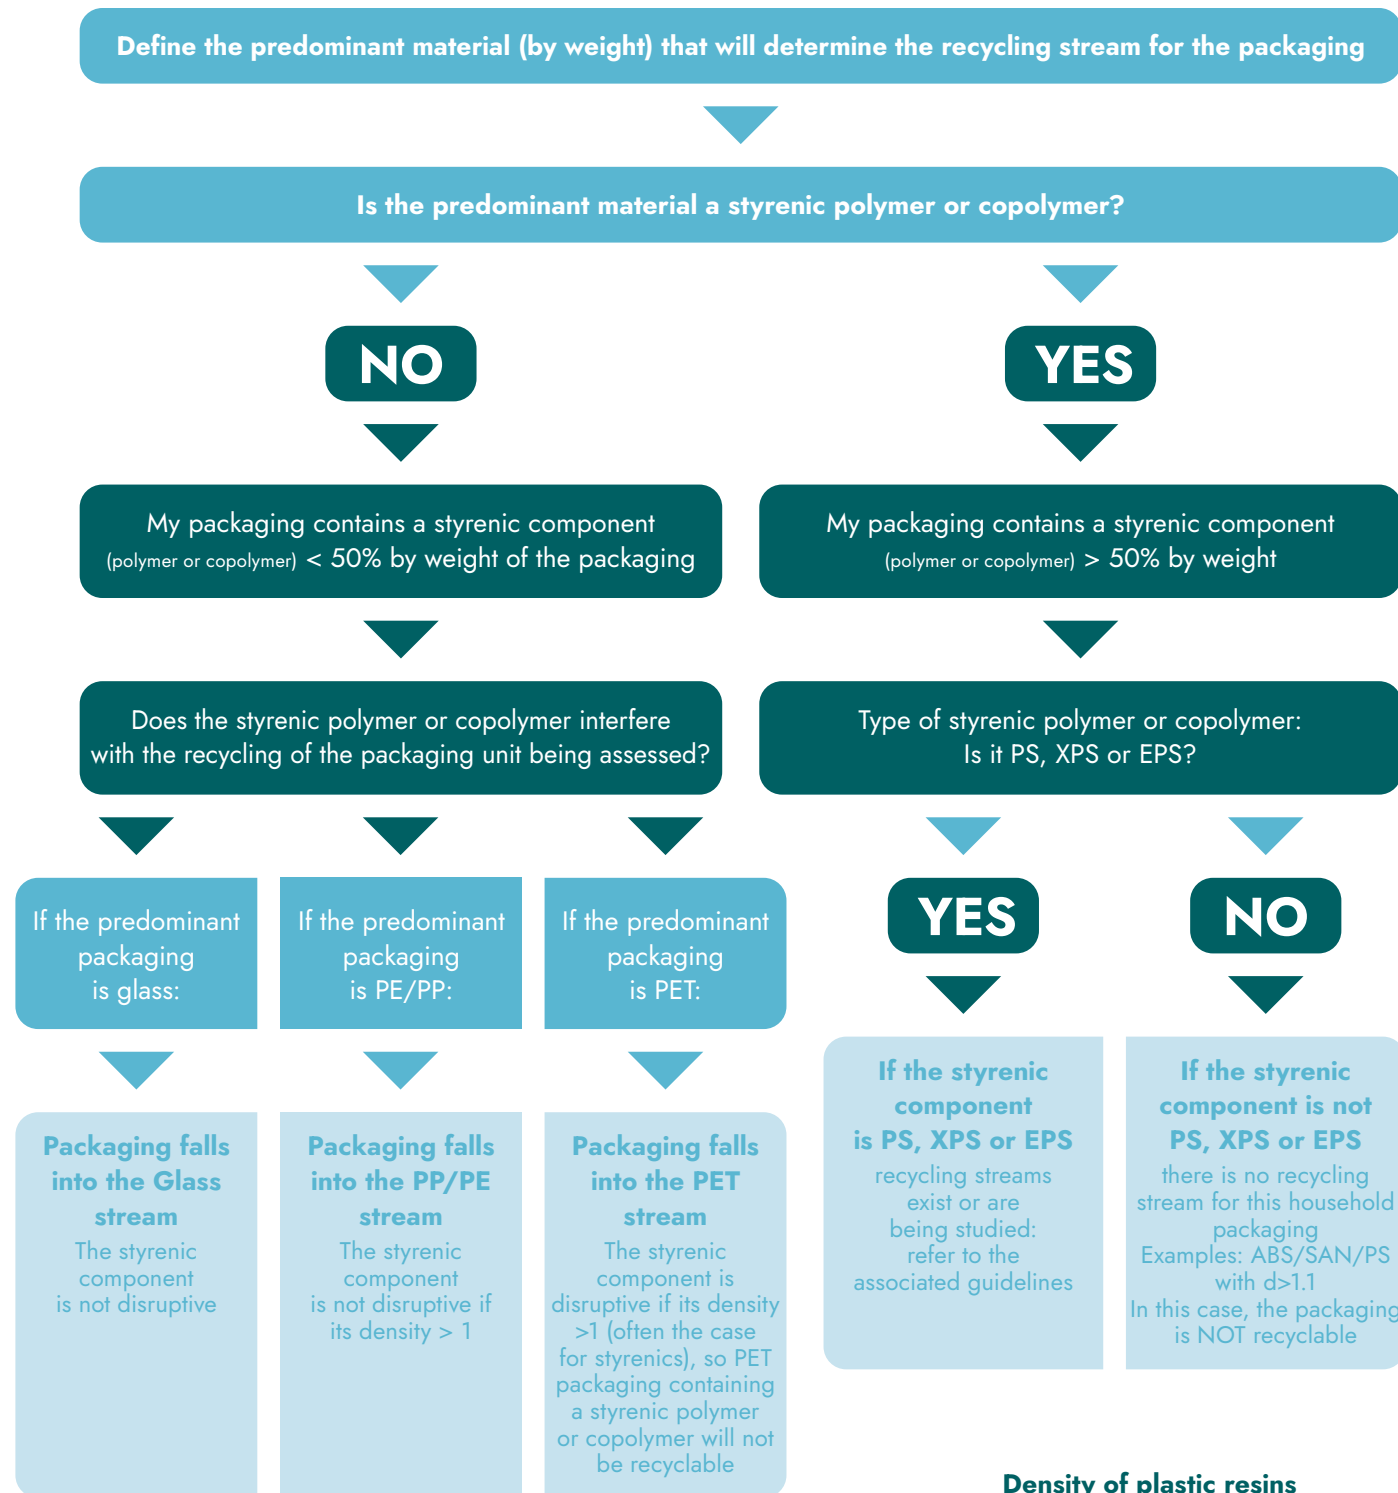 Define the predominant material (by weight) that will determine the recycling stream for the packaging
Is the predominant material a styrenic polymer or copolymer?
NO
YES
My packaging contains a styrenic component
(polymer or copolymer) < 50% by weight of the packaging
My packaging contains a styrenic component
(polymer or copolymer) > 50% by weight
Does the styrenic polymer or copolymer interfere
with the recycling of the packaging unit being assessed?
Type of styrenic polymer or copolymer:
Is it PS, XPS or EPS?
If the predominant
packaging
is glass:
If the predominant
packaging
is PE/PP:
If the predominant
packaging
is PET:
YES
NO
Packaging falls
into the Glass
stream
The styrenic
component
is not disruptive
Packaging falls
into the PP/PE
stream
The styrenic
component
is not disruptive if
its density > 1
Packaging falls
into the PET
stream
The styrenic
component is
disruptive if its density
>1 (often the case
for styrenics), so PET
packaging containing
a styrenic polymer
or copolymer will not
be recyclable
If the styrenic
component
is PS, XPS or EPS
recycling streams
exist or are
being studied:
refer to the
associated guidelines
If the styrenic
component is not
PS, XPS or EPS
there is no recycling
stream for this household
packaging
Examples: ABS/SAN/PS
with d>1.1
In this case, the packaging
is NOT recyclable
Density of plastic resins